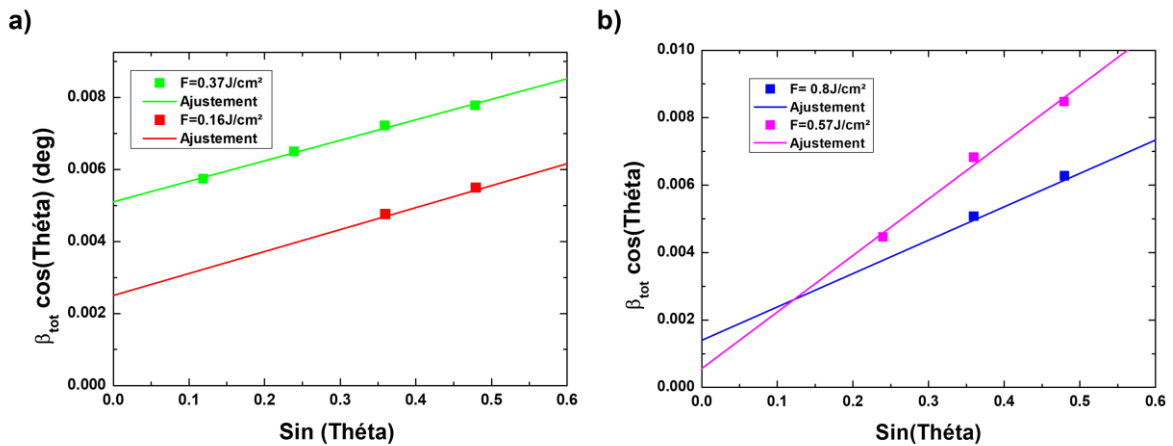 a)
F=0.37J/cm²
Ajustement
F=0.16J/cm²
Ajustement
0.008
0.006
0.004
0.002
0.000
βtot cos(Théta) (deg)
0.0 0.1 0.2 0.3 0.4 0.5 0.6
Sin (Théta)
b)
F= 0.8J/cm²
Ajustement
F=0.57J/cm²
Ajustement
0.010
0.008
0.006
0.004
0.002
0.000
βtot cos(Théta)
0.0 0.1 0.2 0.3 0.4 0.5 0.6
Sin(Théta)